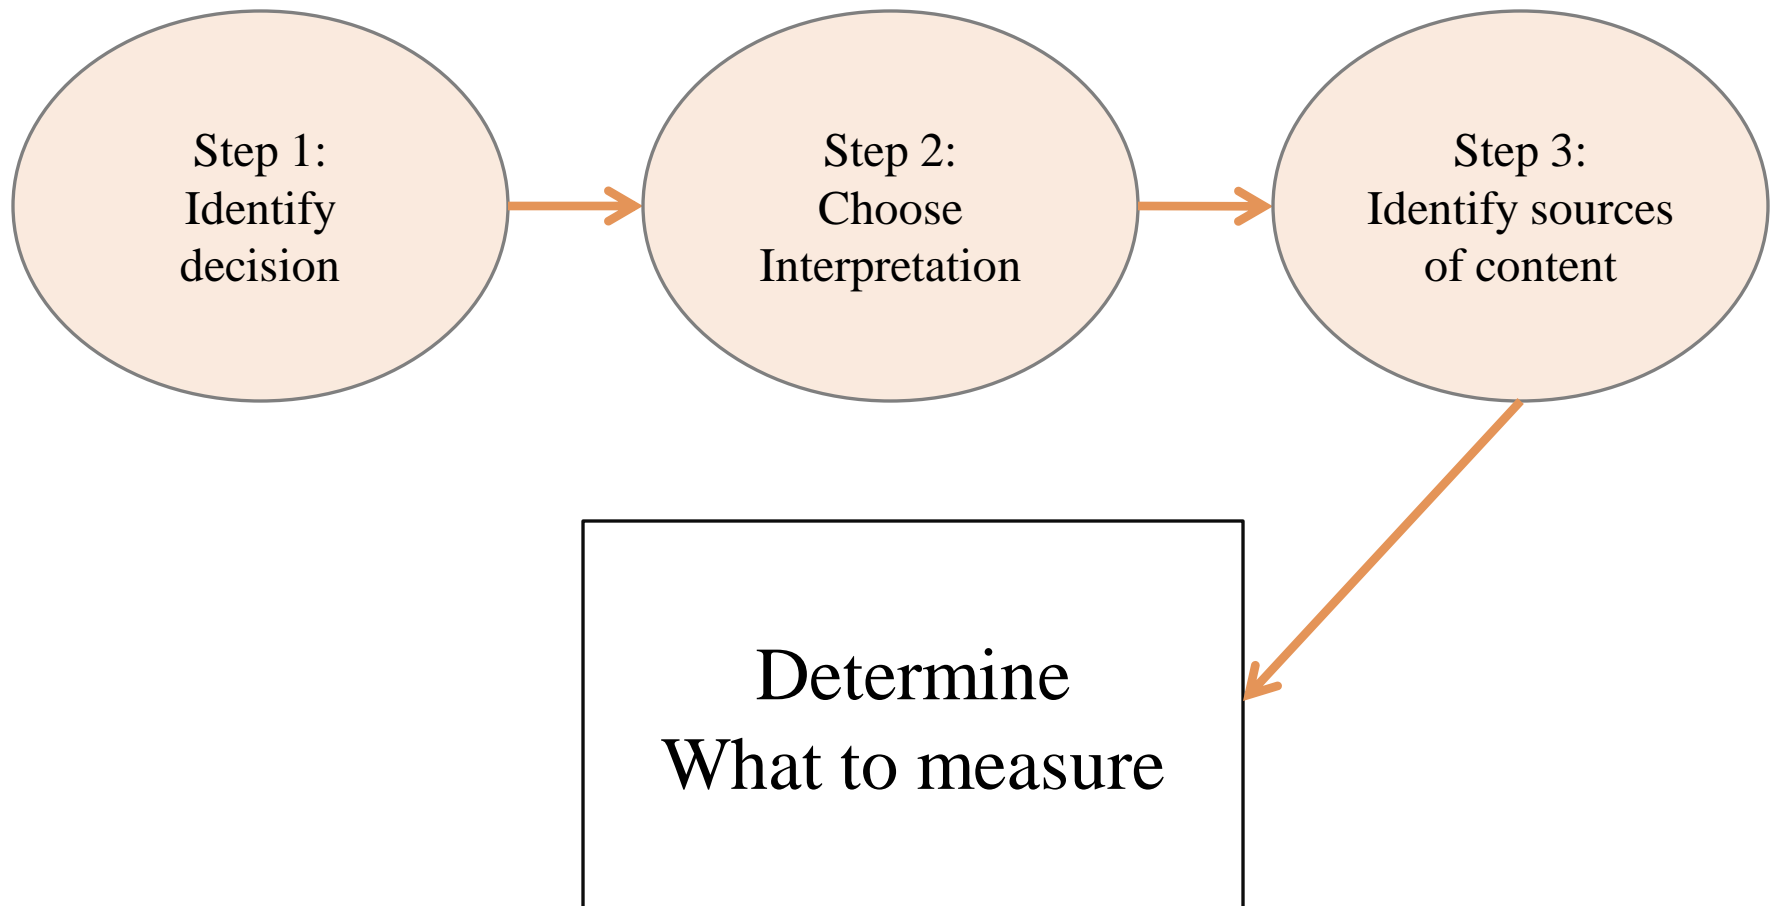 Step 1:
Identify
decision
Step 2:
Choose
Interpretation
Step 3:
Identify sources
of content
Determine
What to measure